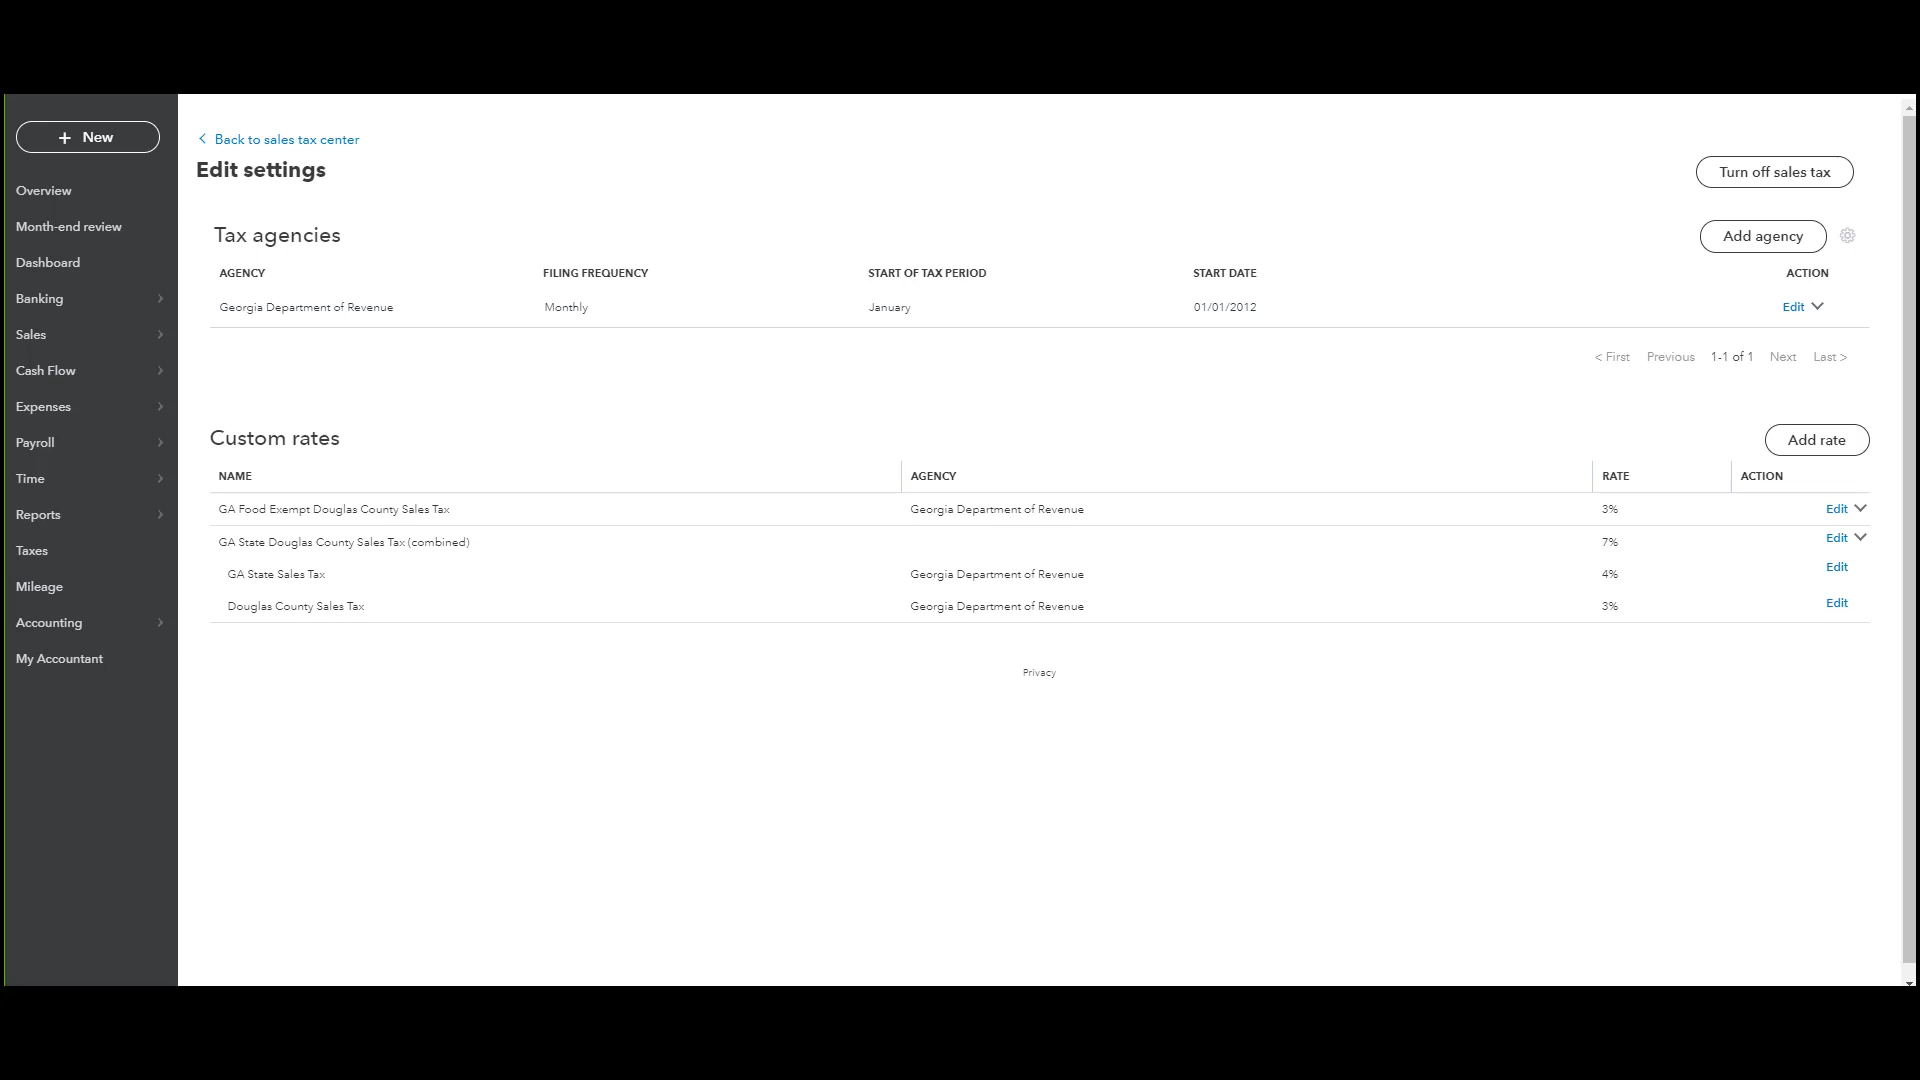 + New
Overview
Month-end review
Dashboard
Banking
Sales
Cash Flow
Expenses
Payroll
Time
Reports
Taxes
Mileage
Accounting
My Accountant
Back to sales tax center
Edit settings
Turn off sales tax
Tax agencies
Add agency
AGENCY FILING FREQUENCY START OF TAX PERIOD START DATE ACTION
Georgia Department of Revenue Monthly January 01/01/2012 Edit
< First Previous 1-1 of 1 Next Last >
Custom rates
Add rate
NAME AGENCY RATE ACTION
GA Food Exempt Douglas County Sales Tax Georgia Department of Revenue 3% Edit
GA State Douglas County Sales Tax (combined) 7% Edit
GA State Sales Tax Georgia Department of Revenue 4% Edit
Douglas County Sales Tax Georgia Department of Revenue 3% Edit
Privacy